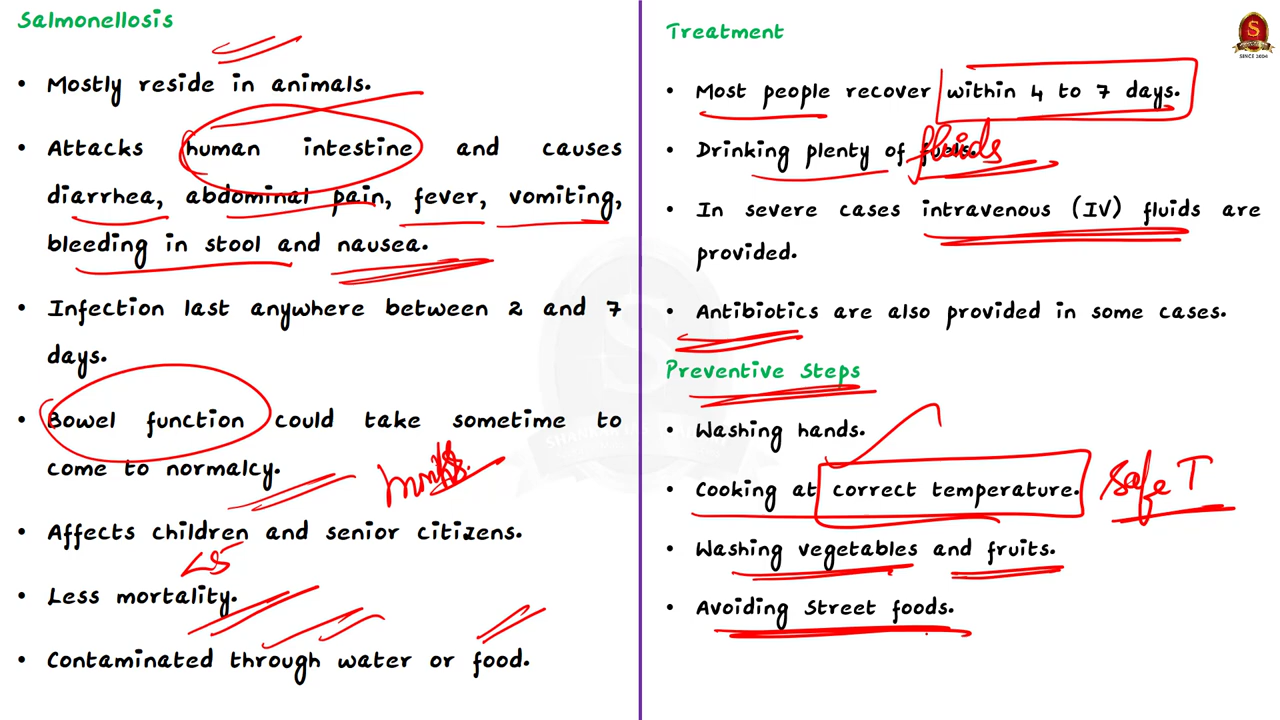 Salmonellosis
• Mostly reside in animals.
• Attacks human intestine and causes
diarrhea, abdominal pain, fever, vomiting,
bleeding in stool and nausea.
• Infection last anywhere between 2 and 7
days.
• Bowel function could take sometime to
come to normalcy.
months.
• Affects children and senior citizens.
<5
• Less mortality.
• Contaminated through water or food.
Treatment
• Most people recover within 4 to 7 days.
• Drinking plenty of fluids
• In severe cases intravenous (IV) fluids are
provided.
• Antibiotics are also provided in some cases.
Preventive Steps
• Washing hands.
• Cooking at correct temperature. Safe T
• Washing vegetables and fruits.
• Avoiding Street foods.
S
SINCE 2004